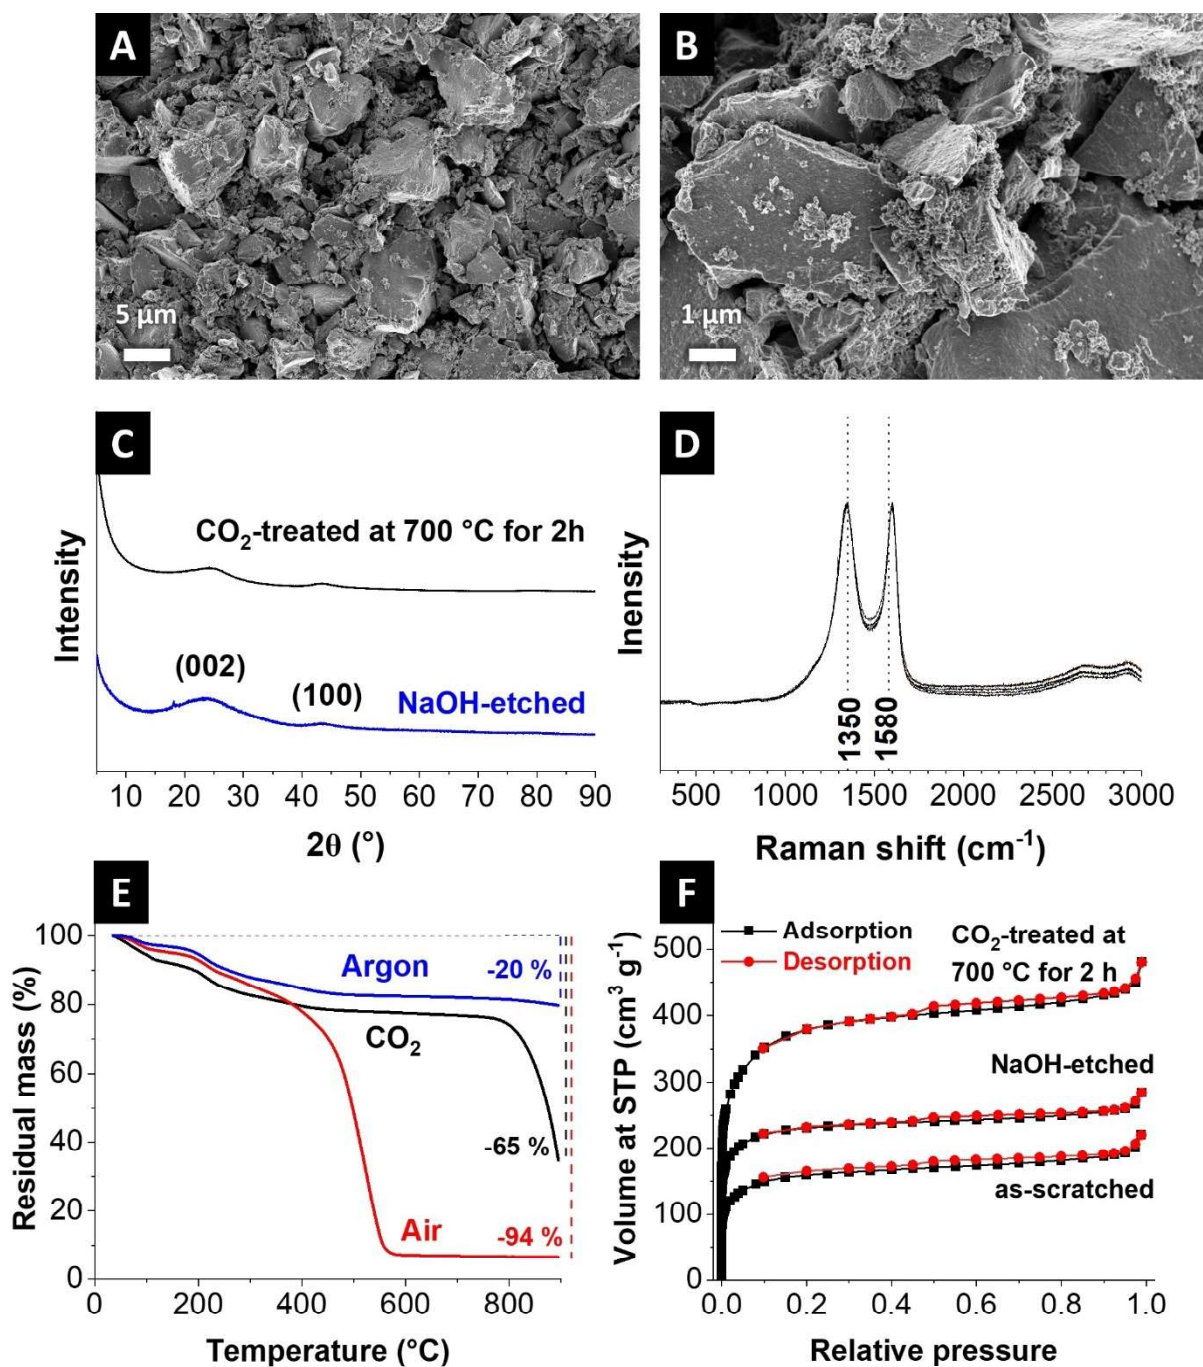 A
5 µm
B
1 µm
C
Intensity
CO2-treated at 700 °C for 2h
(002)
(100)
NaOH-etched
10 20 30 40 50 60 70 80 90
2θ (°)
D
Inensity
1350
1580
500 1000 1500 2000 2500 3000
Raman shift (cm-1)
E
Residual mass (%)
100
80
60
40
20
0
Argon
-20 %
CO2
-65 %
Air
-94 %
0 200 400 600 800
Temperature (°C)
F
Volume at STP (cm3 g-1)
500
400
300
200
100
0
Adsorption
Desorption
CO2-treated at
700 °C for 2 h
NaOH-etched
as-scratched
0.0 0.2 0.4 0.6 0.8 1.0
Relative pressure